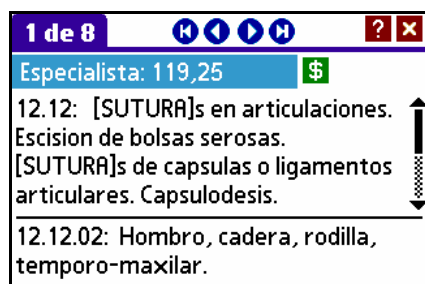 1 de 8
? ×
Especialista: 119,25 $
12.12: [SUTURA]s en articulaciones.
Escision de bolsas serosas.
[SUTURA]s de capsulas o ligamentos
articulares. Capsulodesis.
12.12.02: Hombro, cadera, rodilla,
temporo-maxilar.